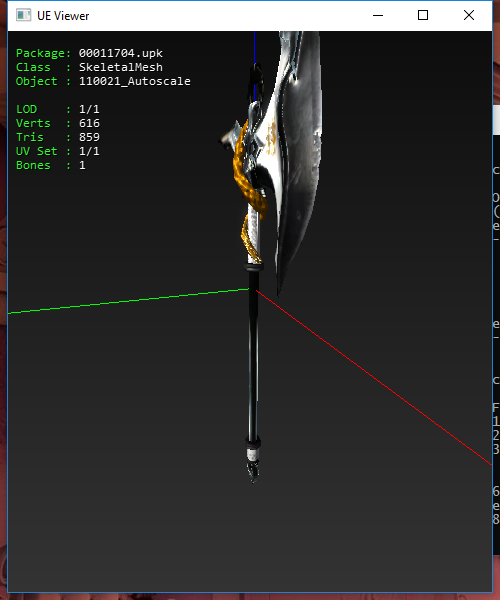 UE Viewer
Package: 00011704.upk
Class  : SkeletalMesh
Object : 110021_Autoscale
LOD    : 1/1
Verts  : 616
Tris   : 859
UV Set : 1/1
Bones  : 1